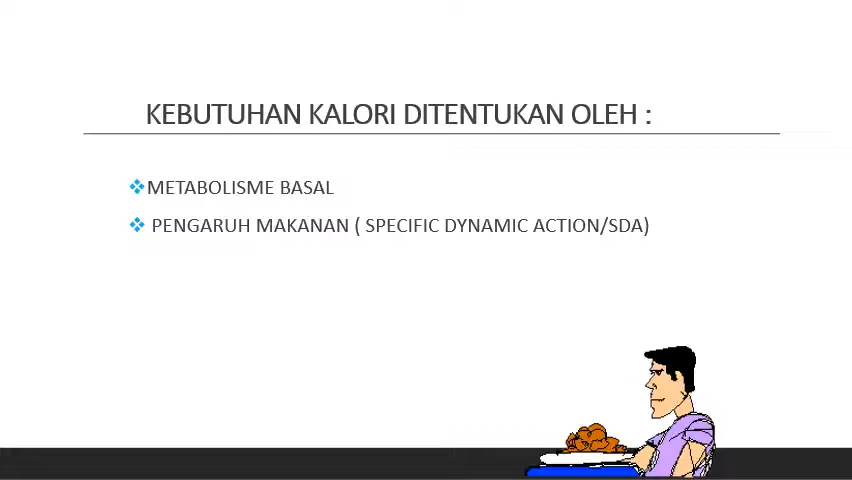 KEBUTUHAN KALORI DITENTUKAN OLEH :
METABOLISME BASAL
PENGARUH MAKANAN ( SPECIFIC DYNAMIC ACTION/SDA)